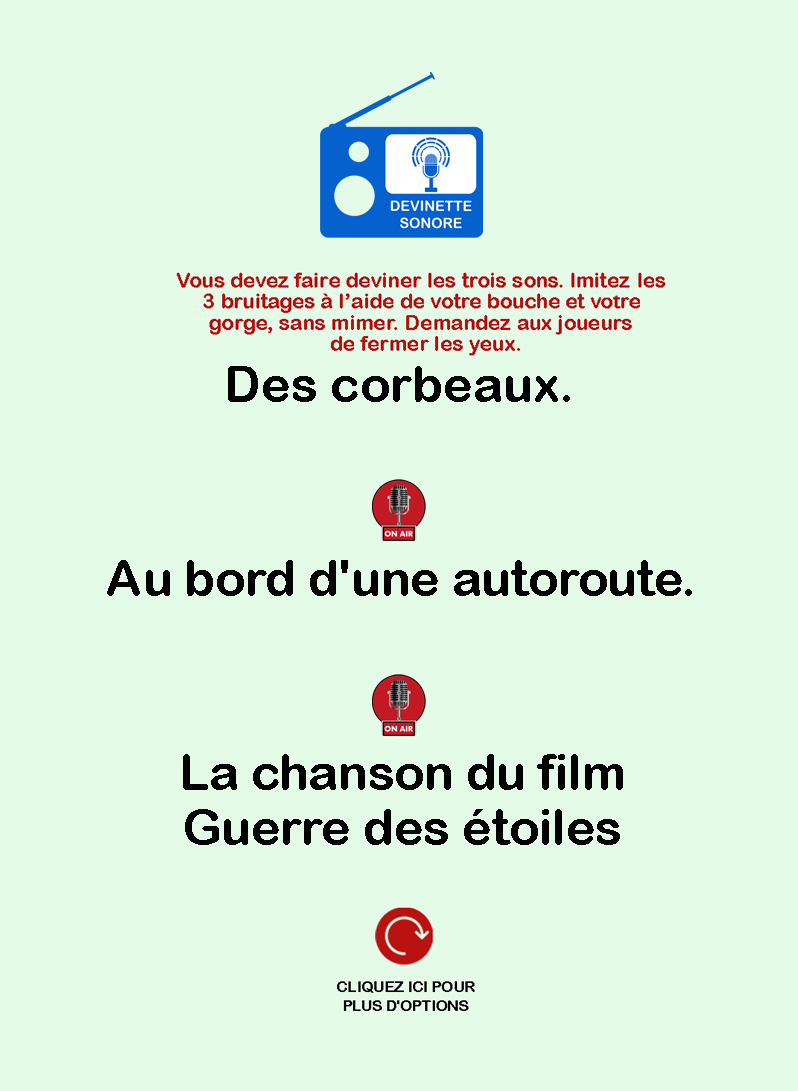 DEVINETTE
SONORE
Vous devez faire deviner les trois sons. Imitez les
3 bruitages à l’aide de votre bouche et votre
gorge, sans mimer. Demandez aux joueurs
de fermer les yeux.
Des corbeaux.
ON AIR
Au bord d'une autoroute.
ON AIR
La chanson du film
Guerre des étoiles
CLIQUEZ ICI POUR
PLUS D'OPTIONS